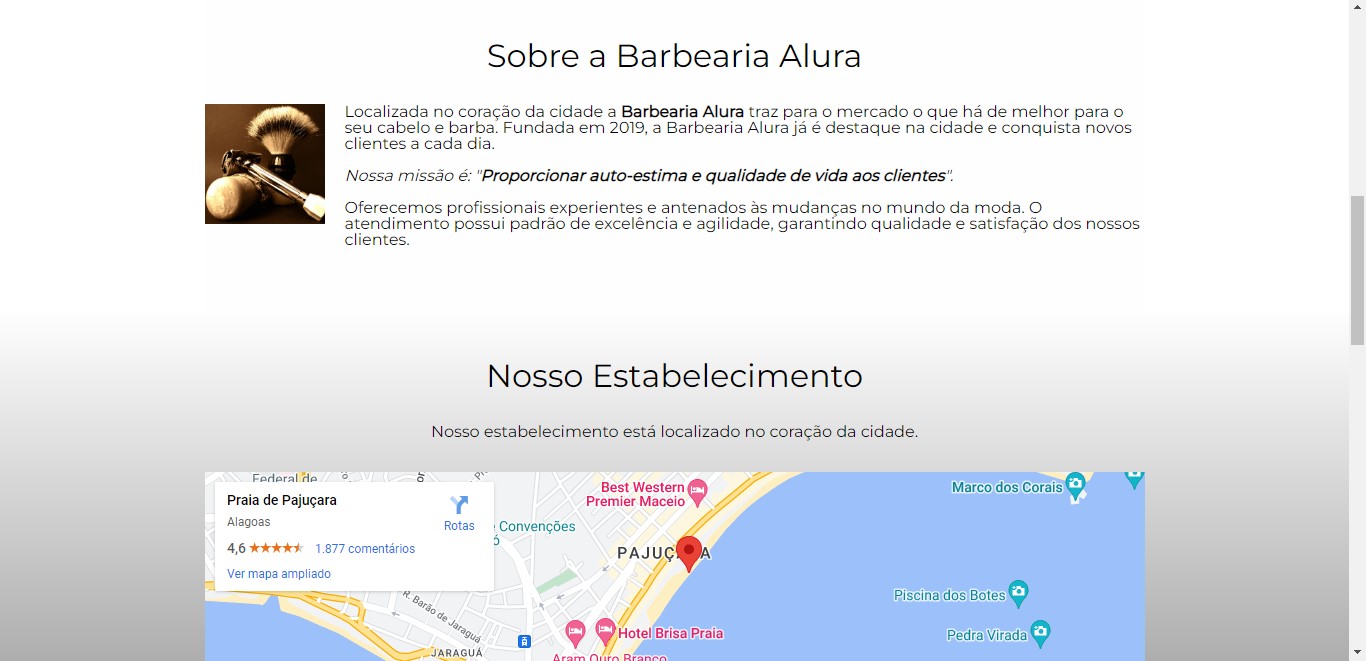 Sobre a Barbearia Alura
Localizada no coração da cidade a Barbearia Alura traz para o mercado o que há de melhor para o
seu cabelo e barba. Fundada em 2019, a Barbearia Alura já é destaque na cidade e conquista novos
clientes a cada dia.
Nossa missão é: "Proporcionar auto-estima e qualidade de vida aos clientes".
Oferecemos profissionais experientes e antenados às mudanças no mundo da moda. O
atendimento possui padrão de excelência e agilidade, garantindo qualidade e satisfação dos nossos
clientes.
Nosso Estabelecimento
Nosso estabelecimento está localizado no coração da cidade.
Federal de
Praia de Pajuçara
Alagoas
4,6
1.877 comentários
Ver mapa ampliado
Rotas
Convenções
Best Western
Premier Maceio
Marco dos Corais
Piscina dos Botes
Pedra Virada
R. Barão de Jaraguá
Hotel Brisa Praia
JARAGUÁ
Aram Ouro Branco